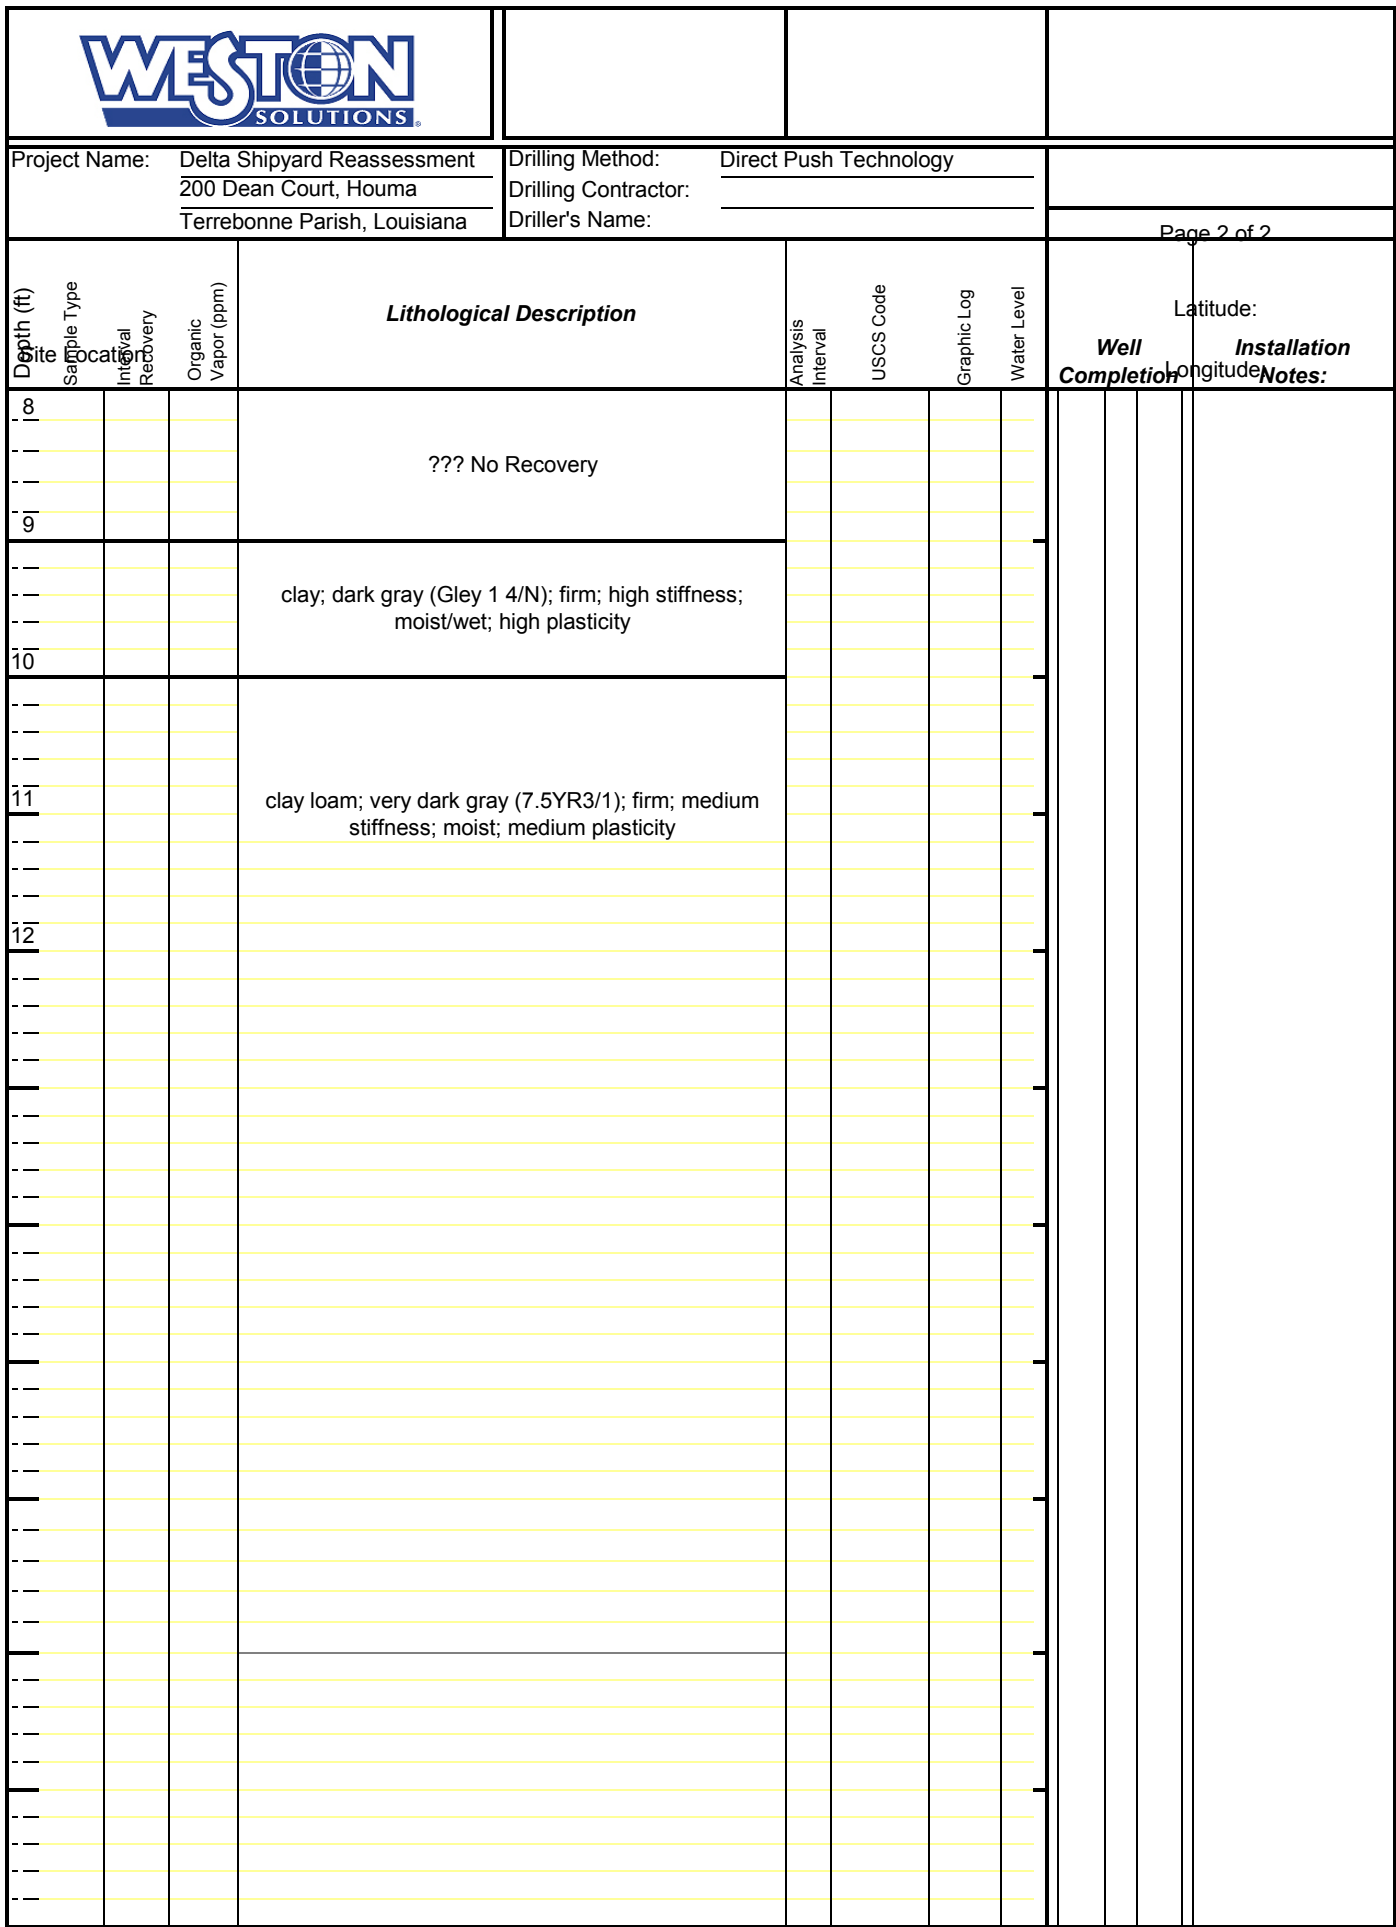 WESTON
SOLUTIONS®
Project Name: Delta Shipyard Reassessment
200 Dean Court, Houma
Terrebonne Parish, Louisiana
Drilling Method: Direct Push Technology
Drilling Contractor:
Driller's Name:
Page 2 of 2
Latitude:
Longitude:
Site Location
Depth (ft)
Sample Type
Interval
Recovery
Organic
Vapor (ppm)
Lithological Description
Analysis
Interval
USCS Code
Graphic Log
Water Level
Well
Completion
Installation
Notes:
8
??? No Recovery
9
clay; dark gray (Gley 1 4/N); firm; high stiffness;
moist/wet; high plasticity
10
11
clay loam; very dark gray (7.5YR3/1); firm; medium
stiffness; moist; medium plasticity
12